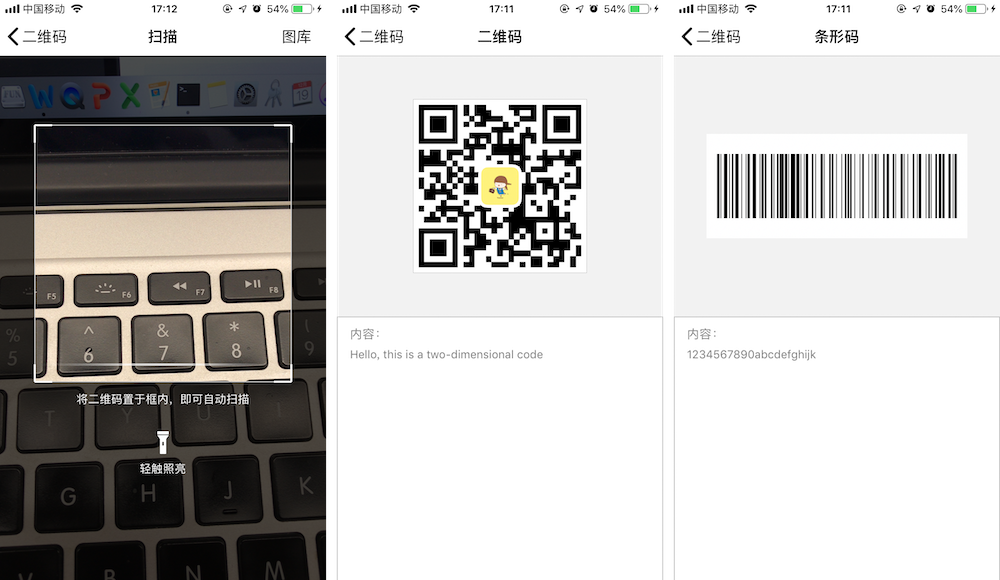 中国移动 17:12 54%
二维码 扫描 图库
19
F5 F6 F7 F8
% ^ & * (
5 6 7 8 9
将二维码置于框内，即可自动扫描
T Y U I
轻触照亮
G H J K
V B N M
中国移动 17:11 54%
二维码 二维码
内容：
Hello, this is a two-dimensional code
中国移动 17:11 54%
二维码 条形码
内容：
1234567890abcdefghijk